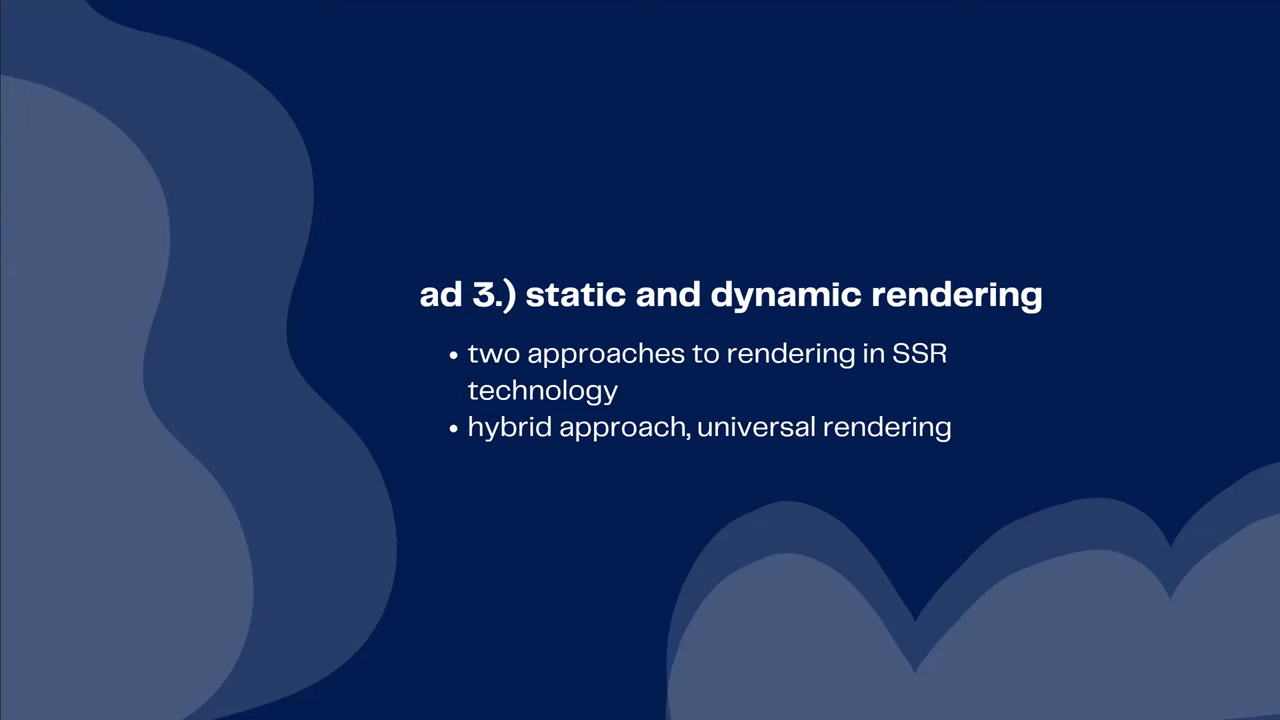 ad 3.) static and dynamic rendering
• two approaches to rendering in SSR
technology
• hybrid approach, universal rendering